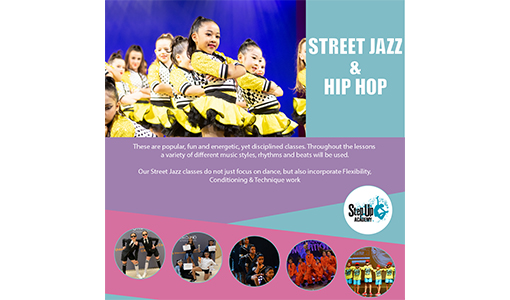 STREET JAZZ
&
HIP HOP
These are popular, fun and energetic, yet disciplined classes. Throughout the lessons
a variety of different music styles, rhythms and beats will be used.
Our Street Jazz classes do not just focus on dance, but also incorporate Flexibility,
Conditioning & Technique work
Step Up
ACADEMY